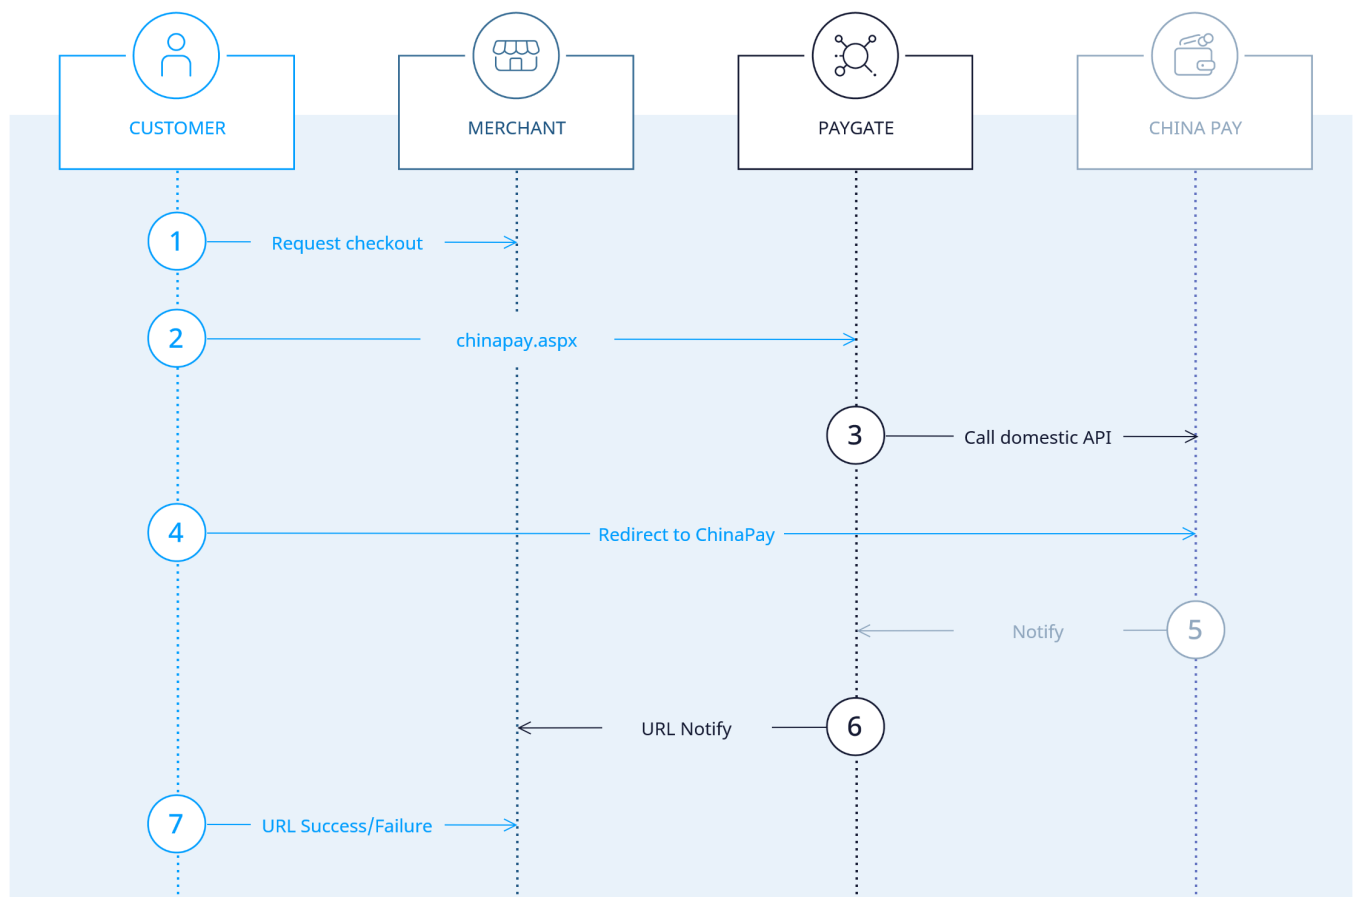 CUSTOMER
MERCHANT
PAYGATE
CHINA PAY
1
Request checkout
2
chinapay.aspx
3
Call domestic API
4
Redirect to ChinaPay
Notify
5
URL Notify
6
7
URL Success/Failure